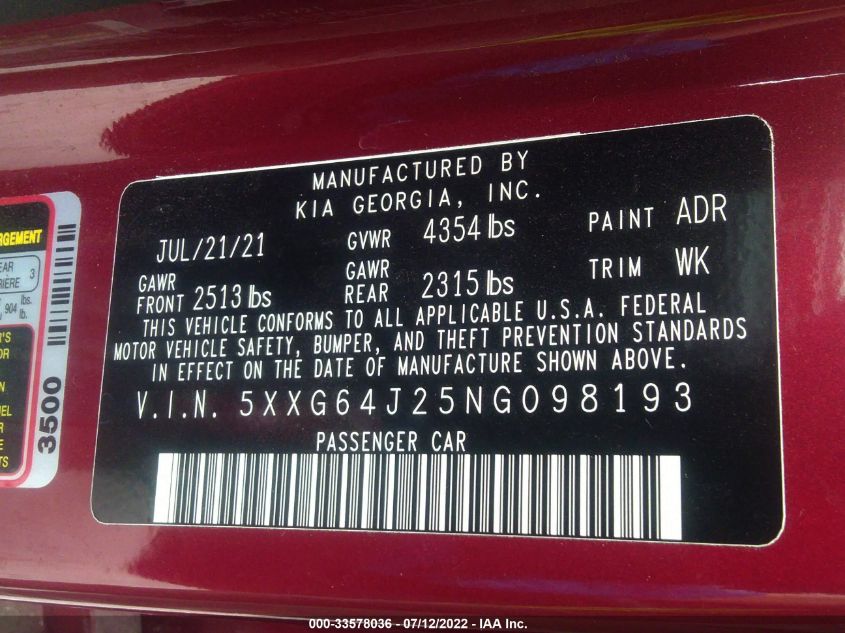 MANUFACTURED BY
KIA GEORGIA, INC.
JUL/21/21 GVWR 4354 lbs PAINT ADR
GAWR FRONT 2513 lbs GAWR REAR 2315 lbs TRIM WK
THIS VEHICLE CONFORMS TO ALL APPLICABLE U.S.A. FEDERAL
MOTOR VEHICLE SAFETY, BUMPER, AND THEFT PREVENTION STANDARDS
IN EFFECT ON THE DATE OF MANUFACTURE SHOWN ABOVE.
V.I.N. 5XXG64J25NG098193
PASSENGER CAR
3
904 lbs.
3500
000-33578036 - 07/12/2022 - IAA Inc.